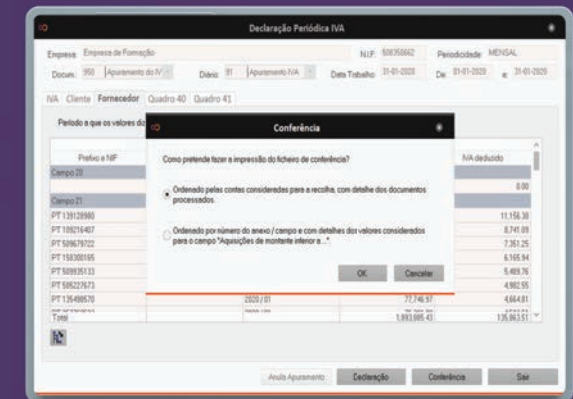 Declaração Periódica IVA
Empresa Empresa de Formação N.I.F. 508350662 Periodicidade MENSAL
Docum. 950 Apuramento do IV Diário 91 Apuramento IVA Data Trabalho 31-01-2020 De 01-01-2020 a 31-01-2020
IVA Cliente Fornecedor Quadro 40 Quadro 41
Período a que os valores
Conferência
Como pretende fazer a impressão do ficheiro de conferência?
Ordenado pelas contas consideradas para a recolha, com detalhe dos documentos
processados.
Ordenado por número do anexo / campo e com detalhes dos valores considerados
para o campo "Aquisições de montante inferior a...".
OK Cancelar
Prefixo e NIF IVA deduzido
Campo 20
0.00
Campo 21
PT 139128980 11,156.38
PT 109216407 8,741.09
PT 509679722 7,351.25
PT 158300165 6,165.94
PT 509935133 5,489.76
PT 505227673 4,982.55
PT 135490570 2020 / 01 77,746.97 4,664.81
Total 1,893,985.43 135,863.51
Anula Apuramento Declaração Conferência Sair